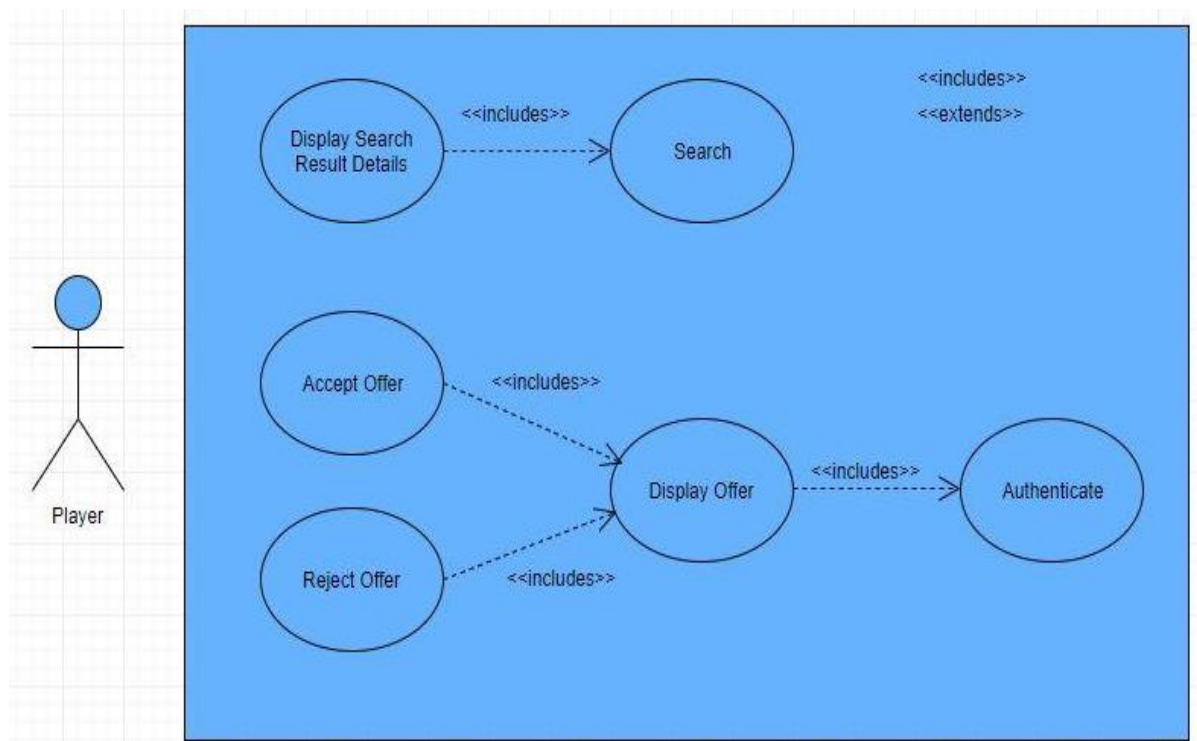 <<includes>>
<<extends>>
Display Search
Result Details
<<includes>>
Search
Accept Offer
<<includes>>
Display Offer
<<includes>>
Authenticate
Player
Reject Offer
<<includes>>